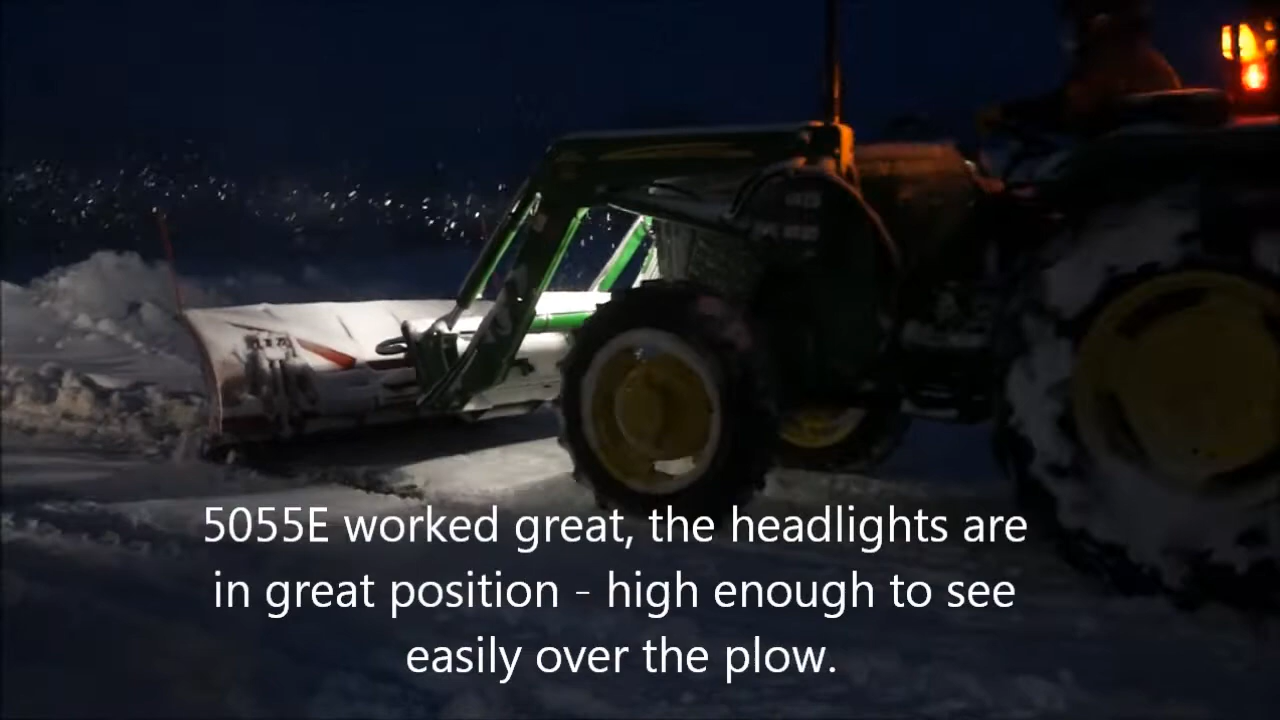 5055E worked great, the headlights are
in great position - high enough to see
easily over the plow.